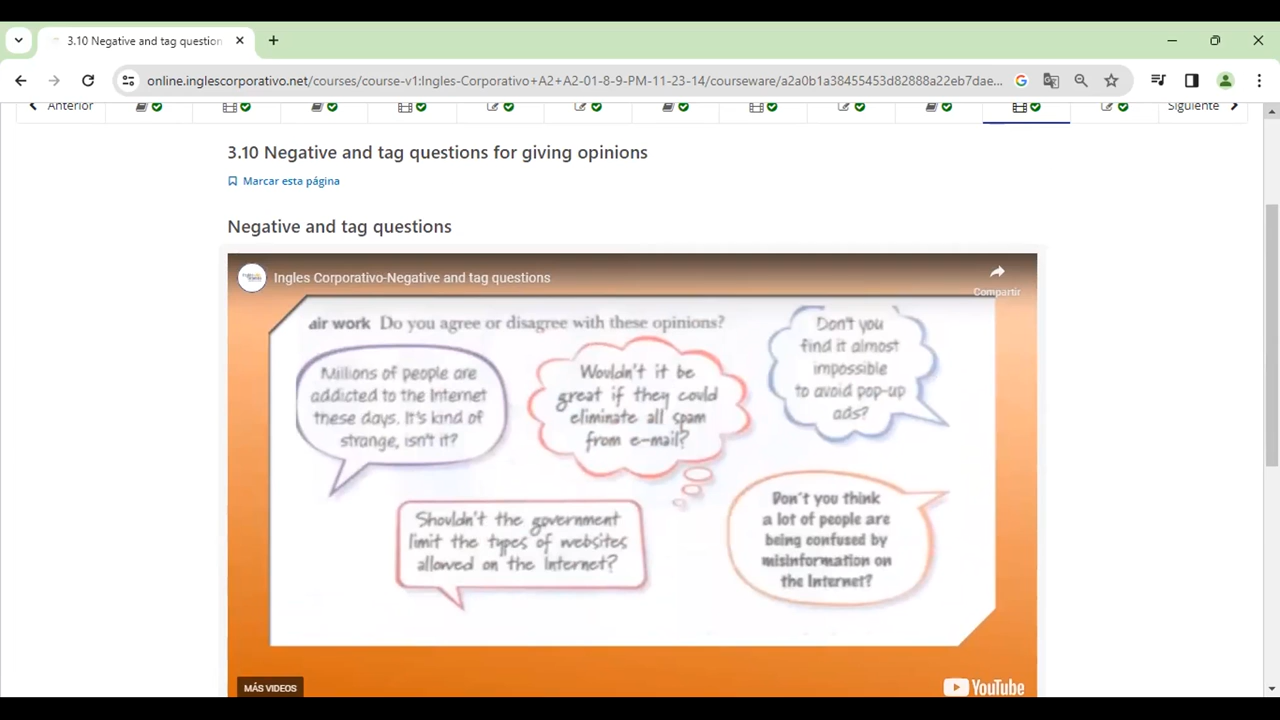 3.10 Negative and tag question
online.inglescorporativo.net/courses/course-v1:Ingles-Corporativo+A2+A2-01-8-9-PM-11-23-14/courseware/a2a0b1a38455453d82888a22eb7dae...
Anterior
Siguiente
3.10 Negative and tag questions for giving opinions
Marcar esta página
Negative and tag questions
Ingles Corporativo-Negative and tag questions
Compartir
air work Do you agree or disagree with these opinions?
Millions of people are
addicted to the Internet
these days. It's kind of
strange, isn't it?
Wouldn't it be
great if they could
eliminate all spam
from e-mail?
Don't you
find it almost
impossible
to avoid pop-up
ads?
Shouldn't the government
limit the types of websites
allowed on the Internet?
Don't you think
a lot of people are
being confused by
misinformation on
the Internet?
MÁS VIDEOS
YouTube